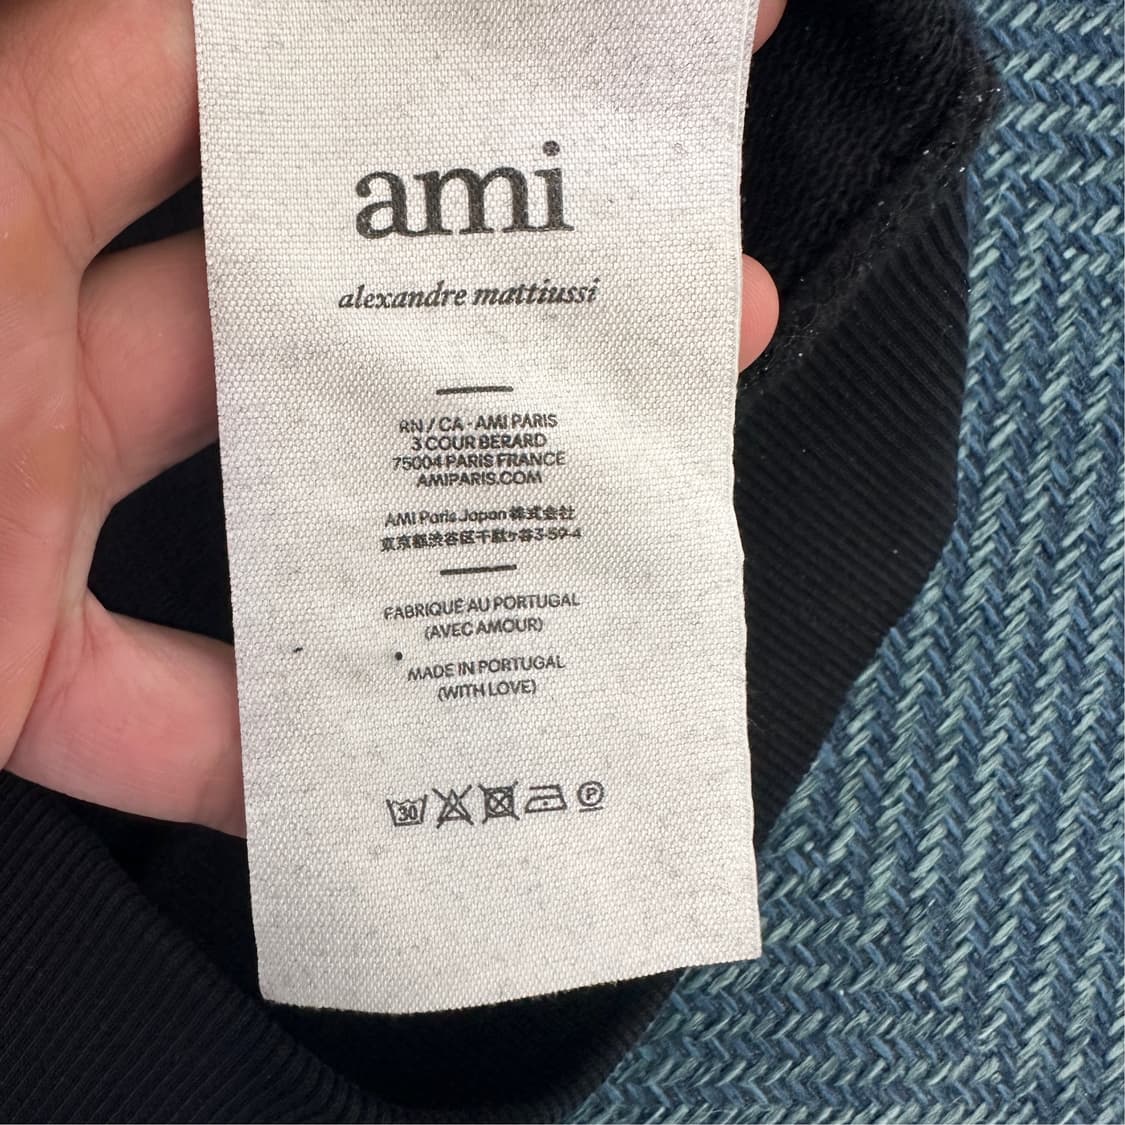 ami
alexandre mattiussi
RN / CA - AMI PARIS
3 COUR BERARD
75004 PARIS FRANCE
AMIPARIS.COM
AMI Paris Japan 株式会社
東京都渋谷区千駄ヶ谷3-59-4
FABRIQUÉ AU PORTUGAL
(AVEC AMOUR)
MADE IN PORTUGAL
(WITH LOVE)
30 P